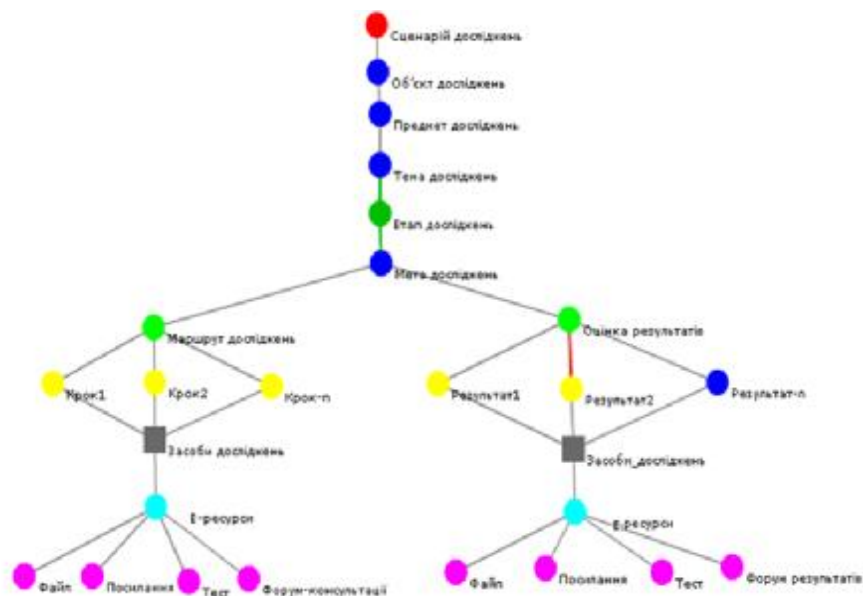 Сценарій досліджень
Об'єкт досліджень
Предмет досліджень
Тема досліджень
Етап досліджень
Мета досліджень
Маршрут досліджень
Оцінка результатів
Крок1
Крок2
Крок-n
Результат1
Результат2
Результат-n
Засоби досліджень
Засоби_досліджень
Е-ресурси
Е-ресурси
Файл
Посилання
Тест
Форум-консультації
Файл
Посилання
Тест
Форум результатів